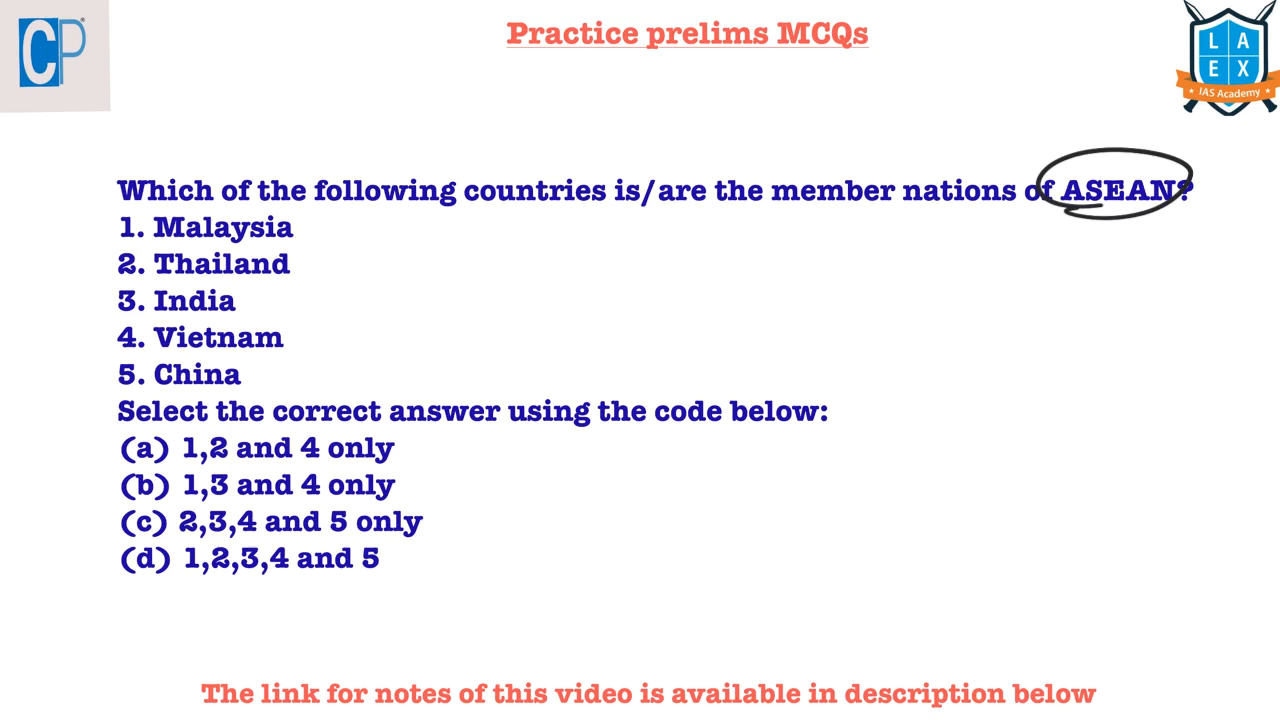 CP®
Practice prelims MCQs
L A
E X
IAS Academy
Which of the following countries is/are the member nations of ASEAN?
1. Malaysia
2. Thailand
3. India
4. Vietnam
5. China
Select the correct answer using the code below:
(a) 1,2 and 4 only
(b) 1,3 and 4 only
(c) 2,3,4 and 5 only
(d) 1,2,3,4 and 5
The link for notes of this video is available in description below